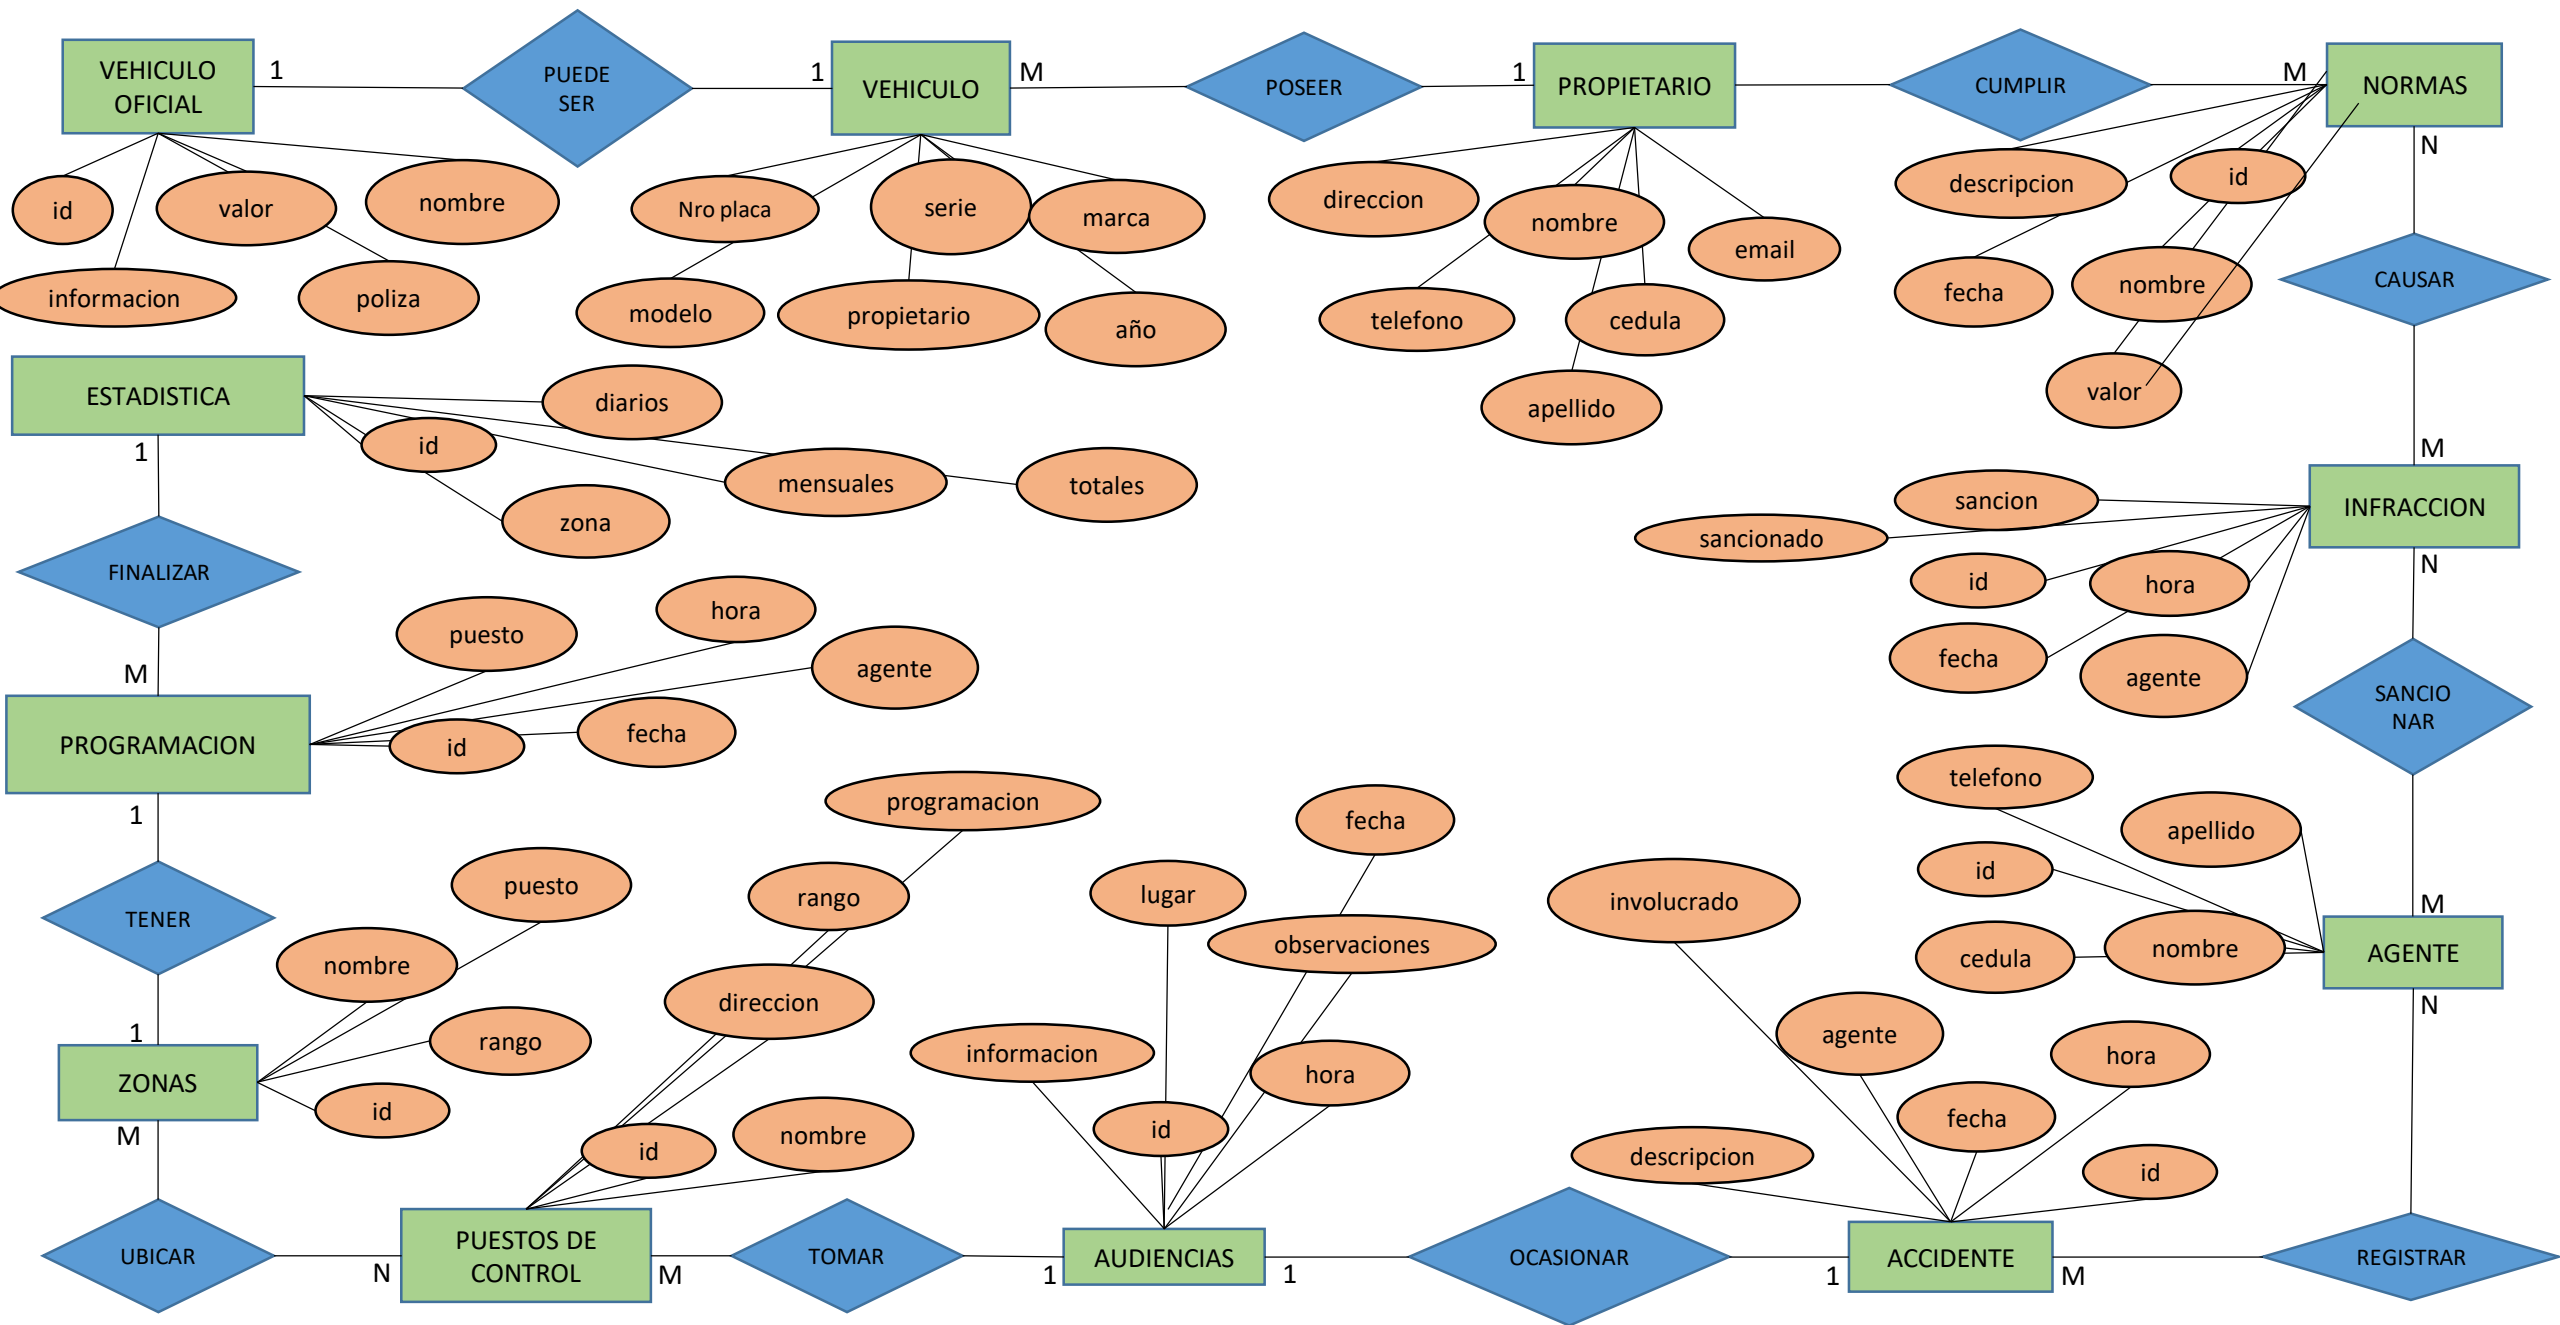 VEHICULO
OFICIAL
1
PUEDE
SER
1
VEHICULO
M
POSEER
1
PROPIETARIO
CUMPLIR
M
NORMAS
N
id
valor
nombre
informacion
poliza
Nro placa
serie
marca
modelo
propietario
año
direccion
nombre
email
telefono
cedula
apellido
descripcion
id
fecha
nombre
valor
CAUSAR
M
ESTADISTICA
1
diarios
id
mensuales
totales
zona
sancion
sancionado
INFRACCION
N
id
hora
fecha
agente
FINALIZAR
M
puesto
hora
agente
PROGRAMACION
id
fecha
1
SANCIO
NAR
telefono
apellido
id
cedula
nombre
M
AGENTE
N
programacion
fecha
rango
lugar
involucrado
TENER
puesto
nombre
observaciones
direccion
1
rango
ZONAS
id
M
informacion
hora
id
agente
hora
fecha
id
nombre
descripcion
id
UBICAR
N
PUESTOS DE
CONTROL
M
TOMAR
1
AUDIENCIAS
1
OCASIONAR
1
ACCIDENTE
M
REGISTRAR